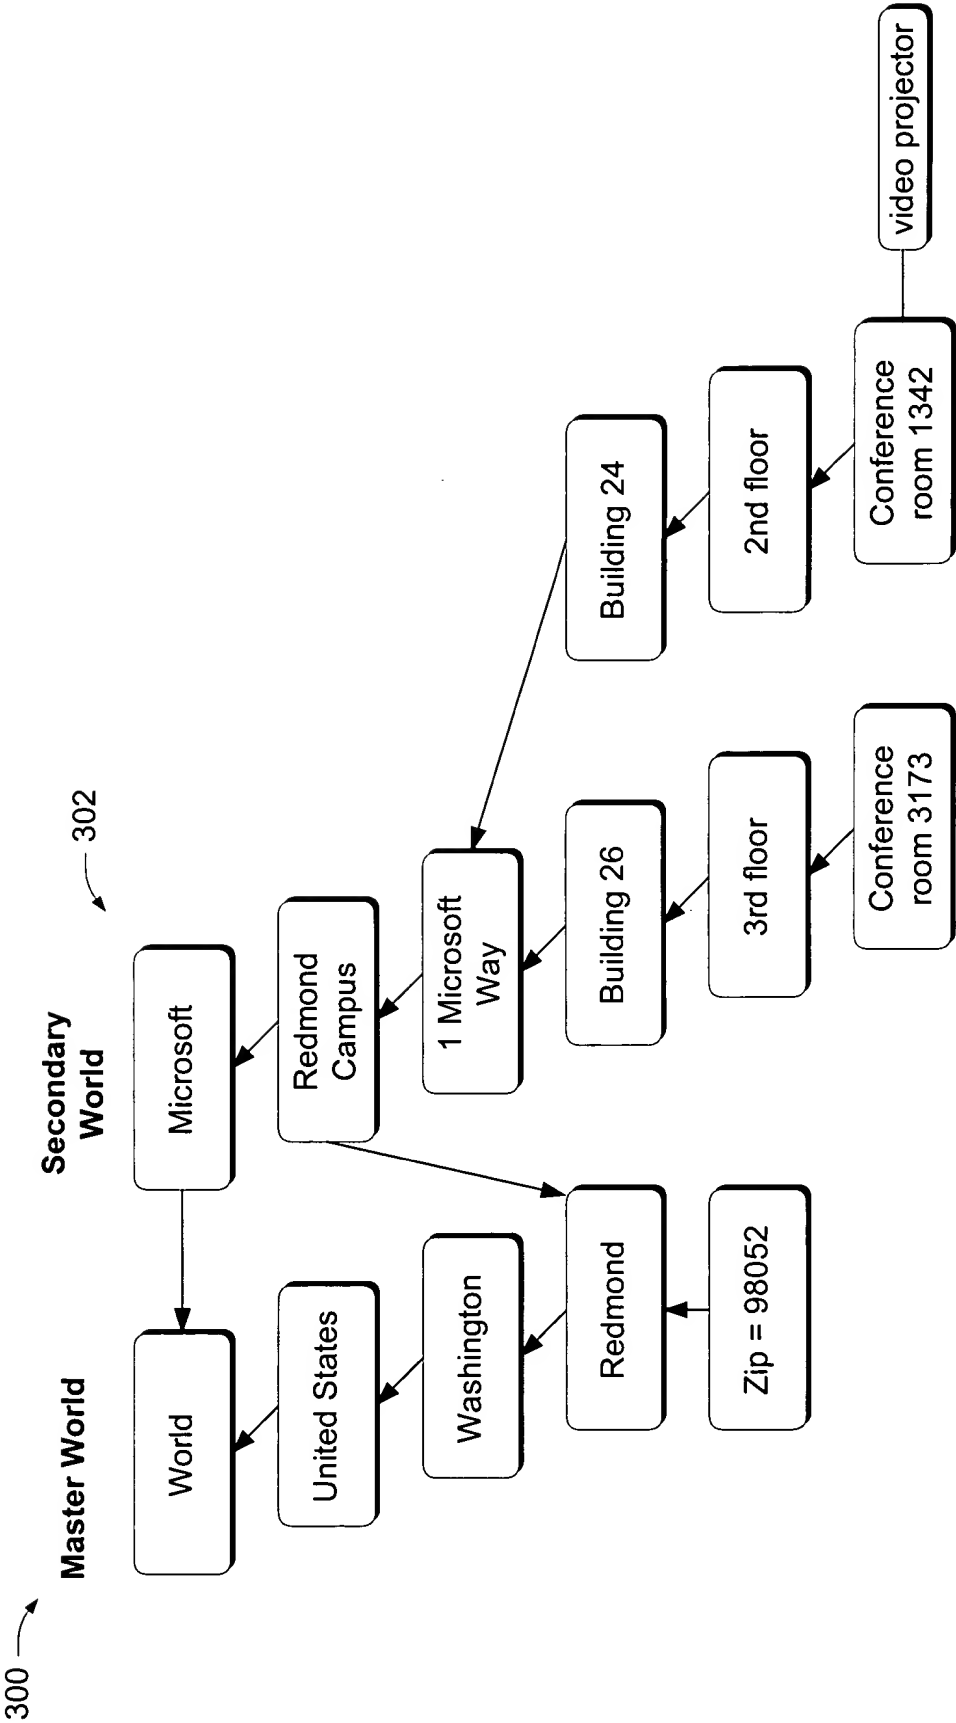 300
Master World
Secondary
World
302
World
Microsoft
United States
Redmond
Campus
Washington
1 Microsoft
Way
Redmond
Building 26
Building 24
Zip = 98052
3rd floor
2nd floor
Conference
room 3173
Conference
room 1342
video projector